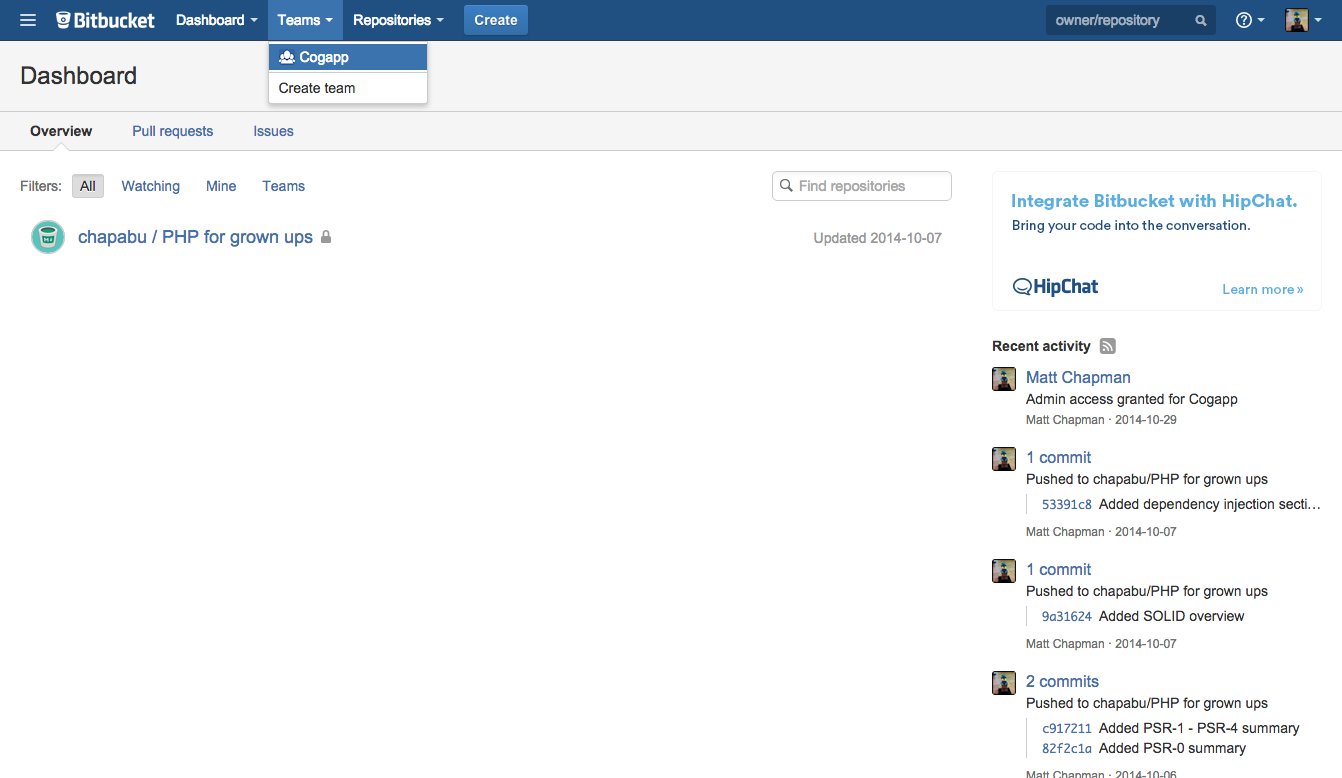 Bitbucket Dashboard Teams Repositories Create owner/repository
Cogapp
Create team
Dashboard
Overview Pull requests Issues
Filters: All Watching Mine Teams Find repositories
chapabu / PHP for grown ups Updated 2014-10-07
Integrate Bitbucket with HipChat.
Bring your code into the conversation.
HipChat Learn more »
Recent activity
Matt Chapman
Admin access granted for Cogapp
Matt Chapman · 2014-10-29
1 commit
Pushed to chapabu/PHP for grown ups
53391c8 Added dependency injection secti…
Matt Chapman · 2014-10-07
1 commit
Pushed to chapabu/PHP for grown ups
9a31624 Added SOLID overview
Matt Chapman · 2014-10-07
2 commits
Pushed to chapabu/PHP for grown ups
c917211 Added PSR-1 - PSR-4 summary
82f2c1a Added PSR-0 summary
Matt Chapman · 2014-10-06